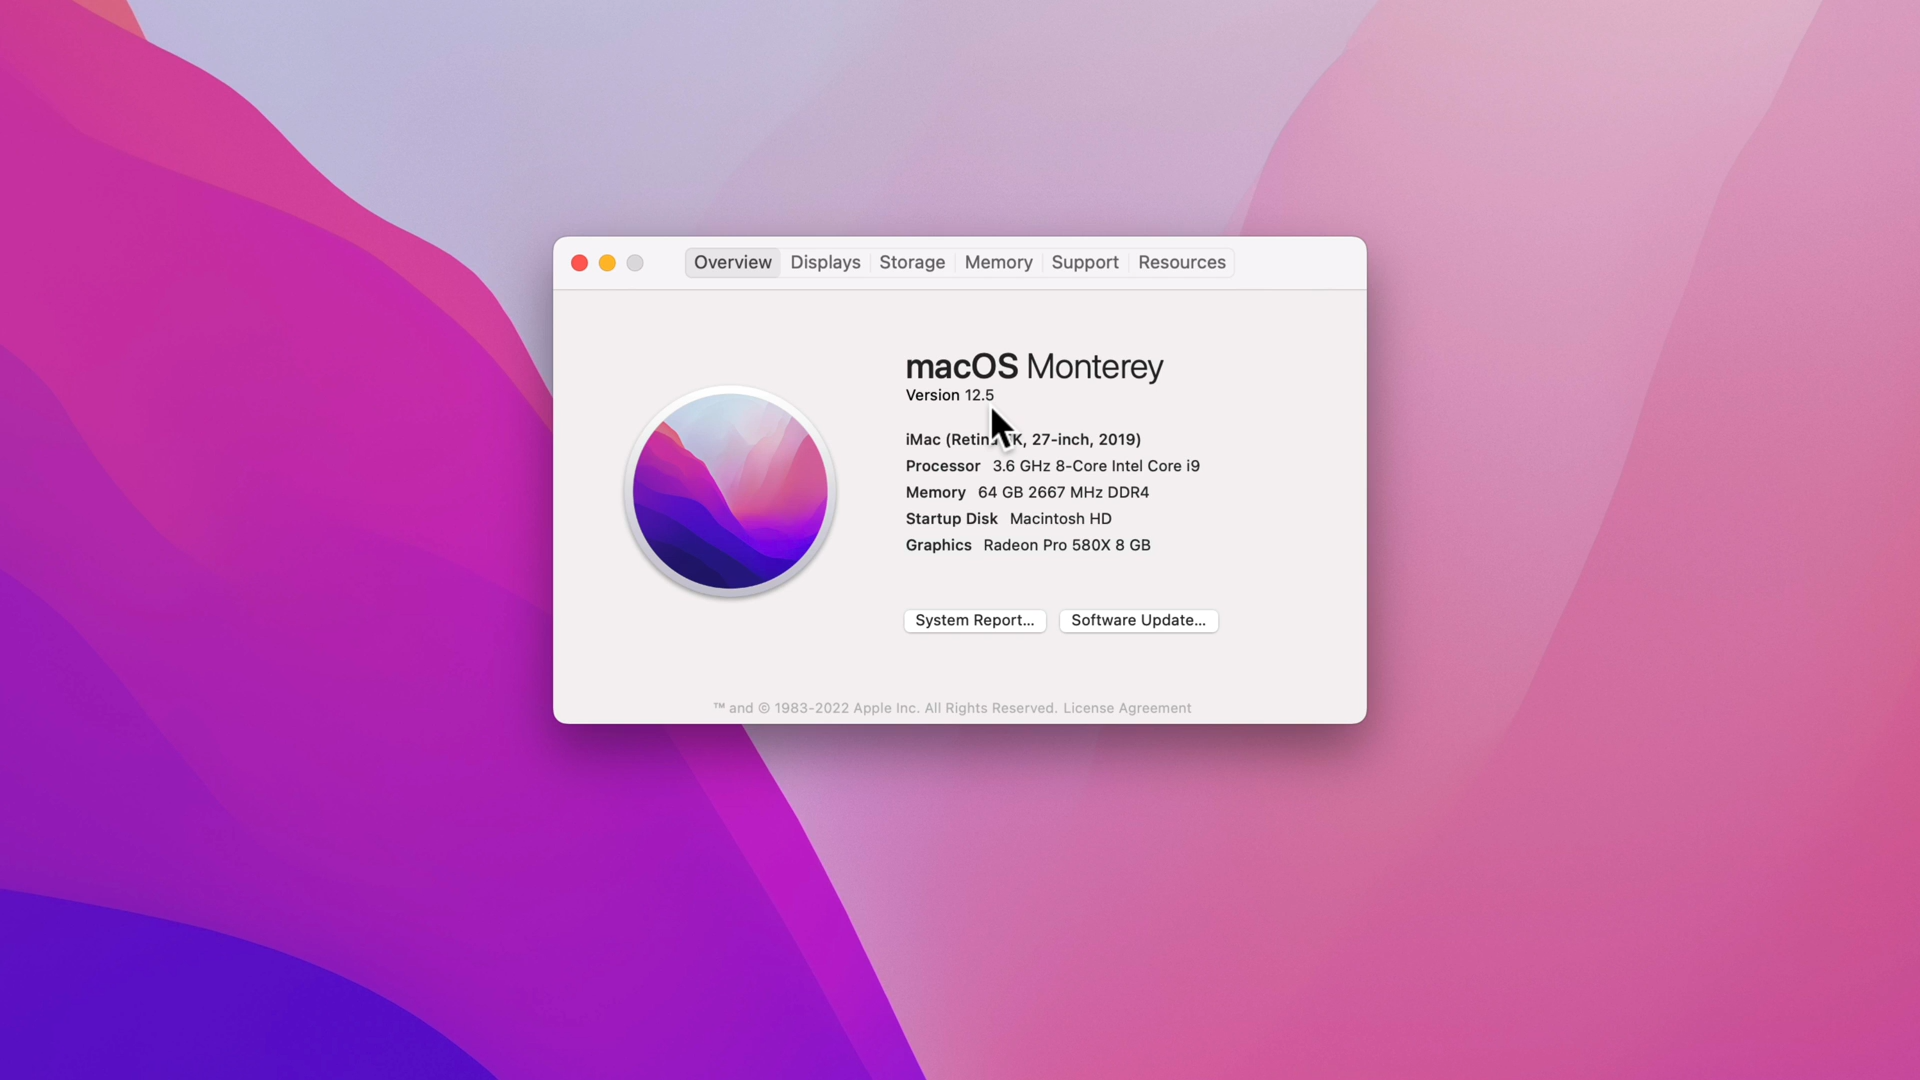 Overview Displays Storage Memory Support Resources
macOS Monterey
Version 12.5
iMac (Retin K, 27-inch, 2019)
Processor 3.6 GHz 8-Core Intel Core i9
Memory 64 GB 2667 MHz DDR4
Startup Disk Macintosh HD
Graphics Radeon Pro 580X 8 GB
System Report... Software Update...
™ and © 1983-2022 Apple Inc. All Rights Reserved. License Agreement